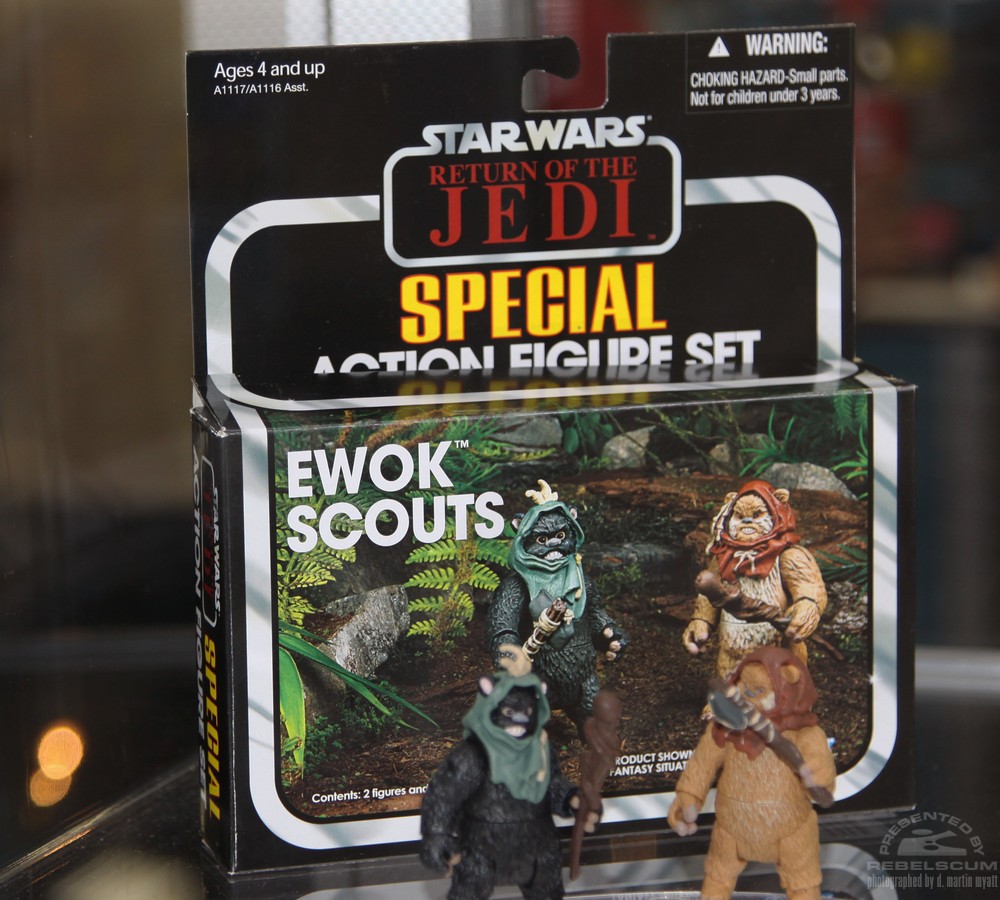 Ages 4 and up
A1117/A1116 Asst.
WARNING:
CHOKING HAZARD-Small parts.
Not for children under 3 years.
STAR WARS
RETURN OF THE
JEDI
SPECIAL
ACTION FIGURE SET
EWOK™
SCOUTS
STAR WARS
SPECIAL
ACTION FIGURE SET
Contents: 2 figures and
PRODUCT SHOWN
FANTASY SITUAT
PRESENTED BY
REBELSCUM
photographed by d. martin myatt